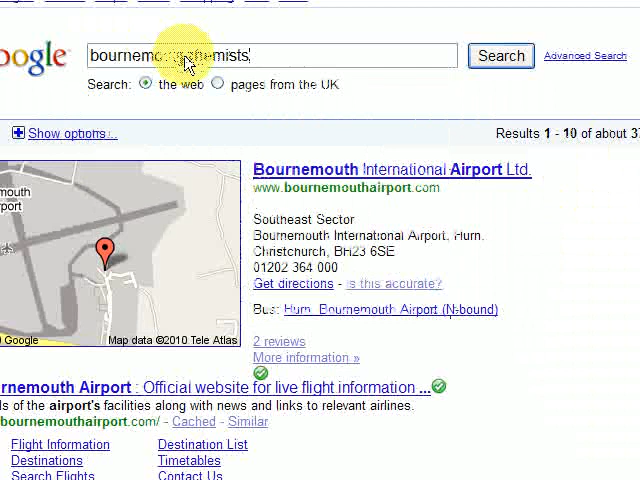 oogle
Search
Advanced Search
Search: the web pages from the UK
Show options...
Results 1 - 10 of about 3
mouth
port
Google
Map data ©2010 Tele Atlas
Bournemouth International Airport Ltd.
www.bournemouthairport.com
Southeast Sector
Bournemouth International Airport, Hurn.
Christchurch, BH23 6SE
01202 364 000
Get directions - Is this accurate?
Bus: Hurn, Bournemouth Airport (N-bound)
2 reviews
More information »
rnemouth Airport : Official website for live flight information ...
ls of the airport's facilities along with news and links to relevant airlines.
bournemouthairport.com/ - Cached - Similar
Flight Information Destination List
Destinations Timetables
Search Flights Contact Us